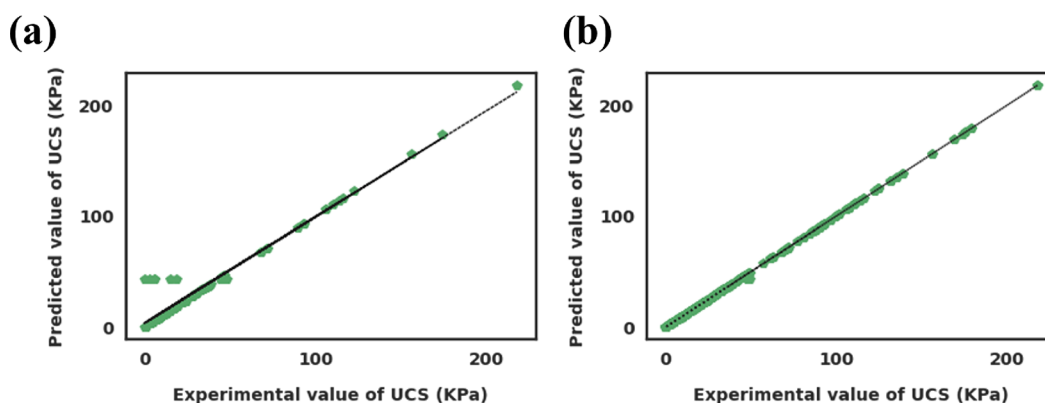 (a)
Predicted value of UCS (KPa)
200
100
0
0 100 200
Experimental value of UCS (KPa)
(b)
Predicted value of UCS (KPa)
200
100
0
0 100 200
Experimental value of UCS (KPa)